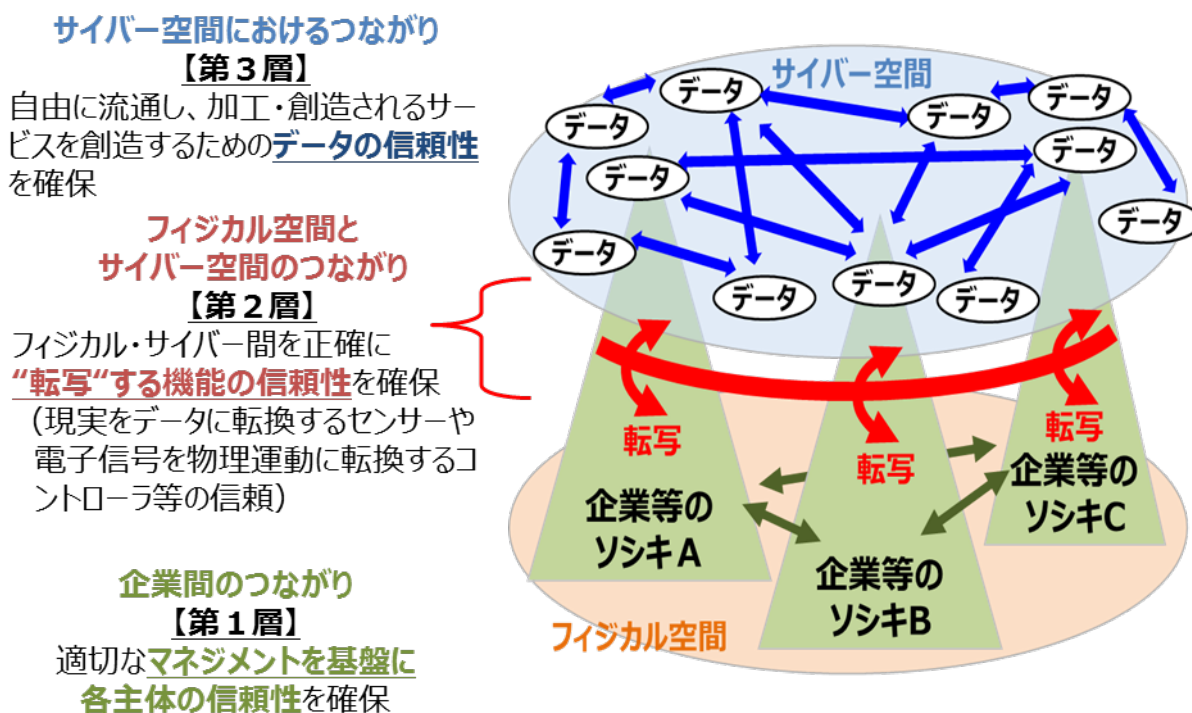 サイバー空間におけるつながり
【第３層】
自由に流通し、加工・創造されるサー
ビスを創造するためのデータの信頼性
を確保
フィジカル空間と
サイバー空間のつながり
【第２層】
フィジカル・サイバー間を正確に
“転写“する機能の信頼性を確保
（現実をデータに転換するセンサーや
電子信号を物理運動に転換するコ
ントローラ等の信頼）
企業間のつながり
【第１層】
適切なマネジメントを基盤に
各主体の信頼性を確保
サイバー空間
データ
データ
データ
データ
データ
データ
データ
データ
データ
データ
データ
データ
転写
転写
転写
企業等の
ソシキA
企業等の
ソシキB
企業等の
ソシキC
フィジカル空間